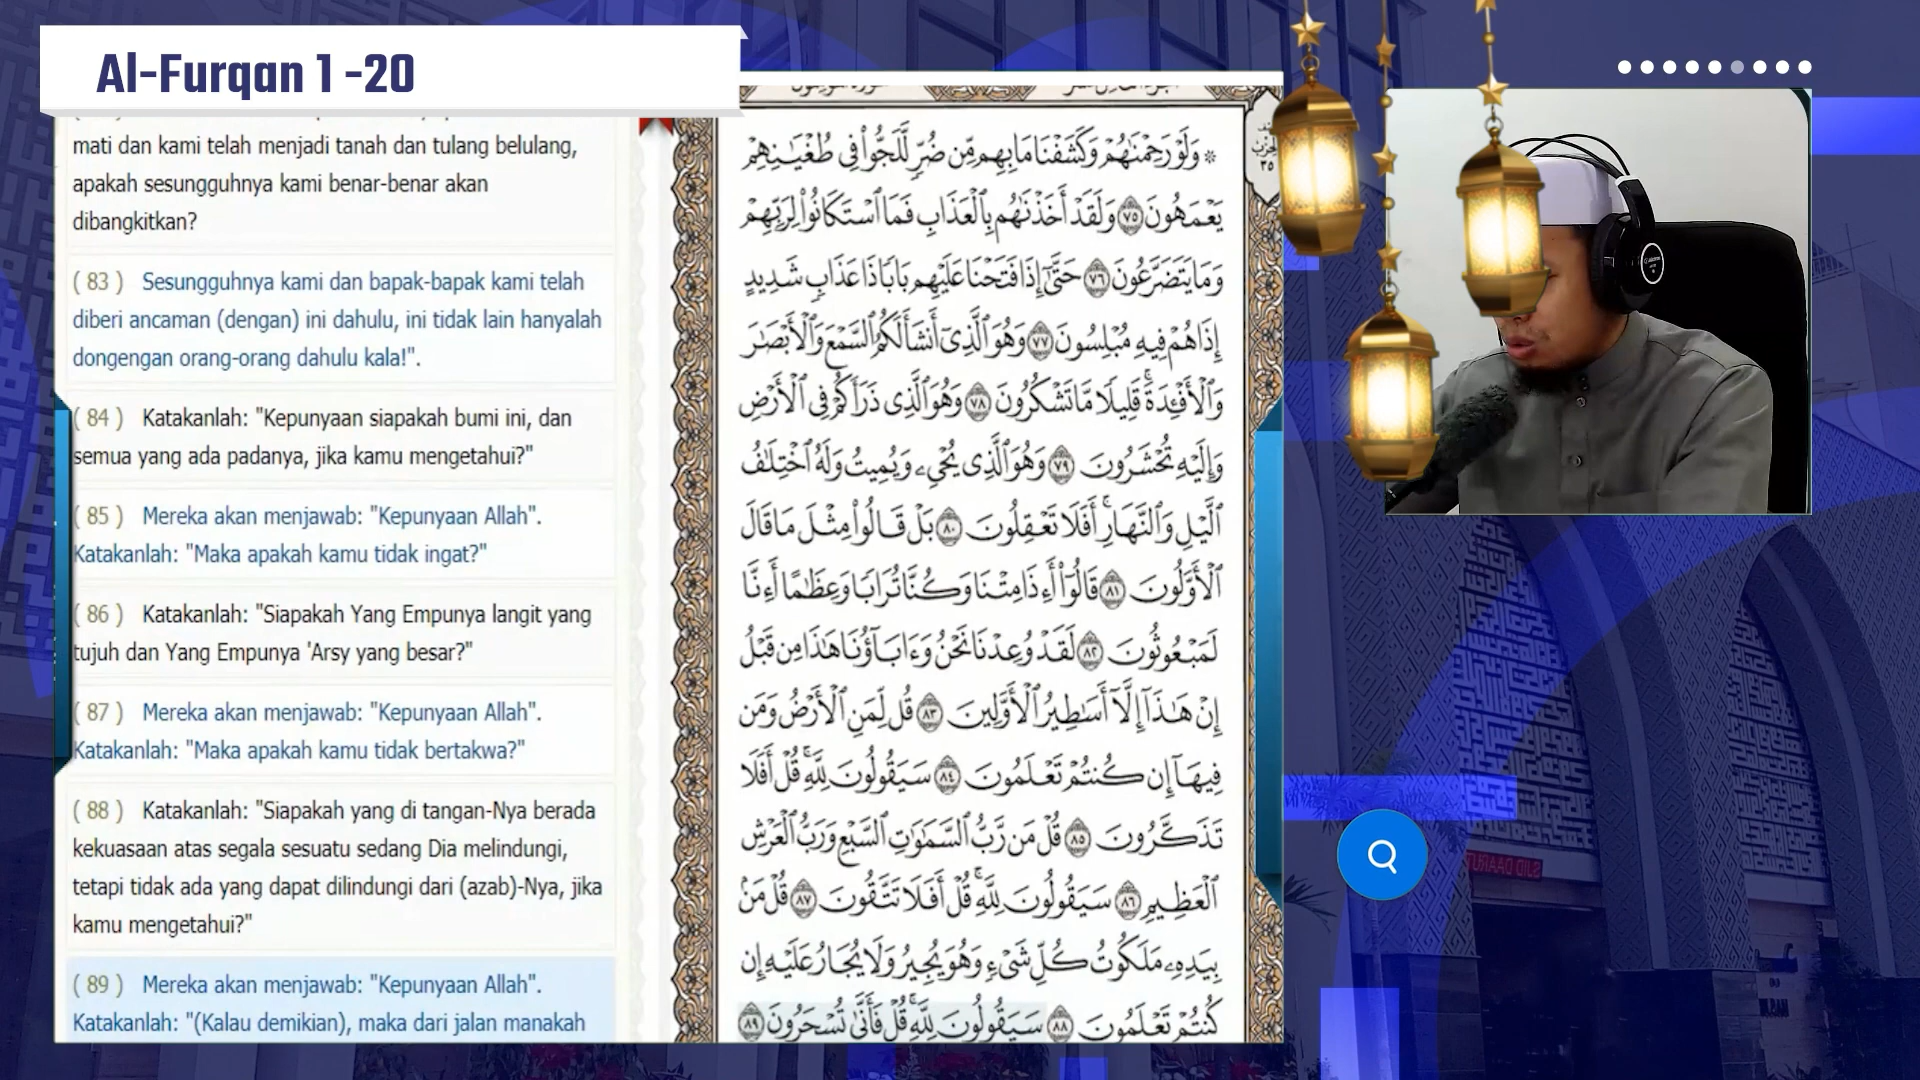 Al-Furqan 1 -20
mati dan kami telah menjadi tanah dan tulang belulang,
apakah sesungguhnya kami benar-benar akan
dibangkitkan?
( 83 ) Sesungguhnya kami dan bapak-bapak kami telah
diberi ancaman (dengan) ini dahulu, ini tidak lain hanyalah
dongengan orang-orang dahulu kala!".
( 84 ) Katakanlah: "Kepunyaan siapakah bumi ini, dan
semua yang ada padanya, jika kamu mengetahui?"
( 85 ) Mereka akan menjawab: "Kepunyaan Allah".
Katakanlah: "Maka apakah kamu tidak ingat?"
( 86 ) Katakanlah: "Siapakah Yang Empunya langit yang
tujuh dan Yang Empunya 'Arsy yang besar?"
( 87 ) Mereka akan menjawab: "Kepunyaan Allah".
Katakanlah: "Maka apakah kamu tidak bertakwa?"
( 88 ) Katakanlah: "Siapakah yang di tangan-Nya berada
kekuasaan atas segala sesuatu sedang Dia melindungi,
tetapi tidak ada yang dapat dilindungi dari (azab)-Nya, jika
kamu mengetahui?"
( 89 ) Mereka akan menjawab: "Kepunyaan Allah".
Katakanlah: "(Kalau demikian), maka dari jalan manakah
۞ وَلَوْ رَحِمْنَٰهُمْ وَكَشَفْنَا مَا بِهِم مِّن ضُرٍّ لَّلَجُّوا۟ فِى طُغْيَٰنِهِمْ
يَعْمَهُونَ ٧٥ وَلَقَدْ أَخَذْنَٰهُم بِٱلْعَذَابِ فَمَا ٱسْتَكَانُوا۟ لِرَبِّهِمْ
وَمَا يَتَضَرَّعُونَ ٧٦ حَتَّىٰٓ إِذَا فَتَحْنَا عَلَيْهِم بَابًا ذَا عَذَابٍ شَدِيدٍ
إِذَا هُمْ فِيهِ مُبْلِسُونَ ٧٧ وَهُوَ ٱلَّذِىٓ أَنشَأَ لَكُمُ ٱلسَّمْعَ وَٱلْأَبْصَٰرَ
وَٱلْأَفْـِٔدَةَ ۚ قَلِيلًا مَّا تَشْكُرُونَ ٧٨ وَهُوَ ٱلَّذِى ذَرَأَكُمْ فِى ٱلْأَرْضِ
وَإِلَيْهِ تُحْشَرُونَ ٧٩ وَهُوَ ٱلَّذِى يُحْىِۦ وَيُمِيتُ وَلَهُ ٱخْتِلَٰفُ
ٱلَّيْلِ وَٱلنَّهَارِ ۚ أَفَلَا تَعْقِلُونَ ٨٠ بَلْ قَالُوا۟ مِثْلَ مَا قَالَ
ٱلْأَوَّلُونَ ٨١ قَالُوٓا۟ أَءِذَا مِتْنَا وَكُنَّا تُرَابًا وَعِظَٰمًا أَءِنَّا
لَمَبْعُوثُونَ ٨٢ لَقَدْ وُعِدْنَا نَحْنُ وَءَابَآؤُنَا هَٰذَا مِن قَبْلُ
إِنْ هَٰذَآ إِلَّآ أَسَٰطِيرُ ٱلْأَوَّلِينَ ٨٣ قُل لِّمَنِ ٱلْأَرْضُ وَمَن
فِيهَآ إِن كُنتُمْ تَعْلَمُونَ ٨٤ سَيَقُولُونَ لِلَّهِ ۚ قُلْ أَفَلَا
تَذَكَّرُونَ ٨٥ قُلْ مَن رَّبُّ ٱلسَّمَٰوَٰتِ ٱلسَّبْعِ وَرَبُّ ٱلْعَرْشِ
ٱلْعَظِيمِ ٨٦ سَيَقُولُونَ لِلَّهِ ۚ قُلْ أَفَلَا تَتَّقُونَ ٨٧ قُلْ مَنۢ
بِيَدِهِۦ مَلَكُوتُ كُلِّ شَىْءٍ وَهُوَ يُجِيرُ وَلَا يُجَارُ عَلَيْهِ إِن
كُنتُمْ تَعْلَمُونَ ٨٨ سَيَقُولُونَ لِلَّهِ ۚ قُلْ فَأَنَّىٰ تُسْحَرُونَ ٨٩